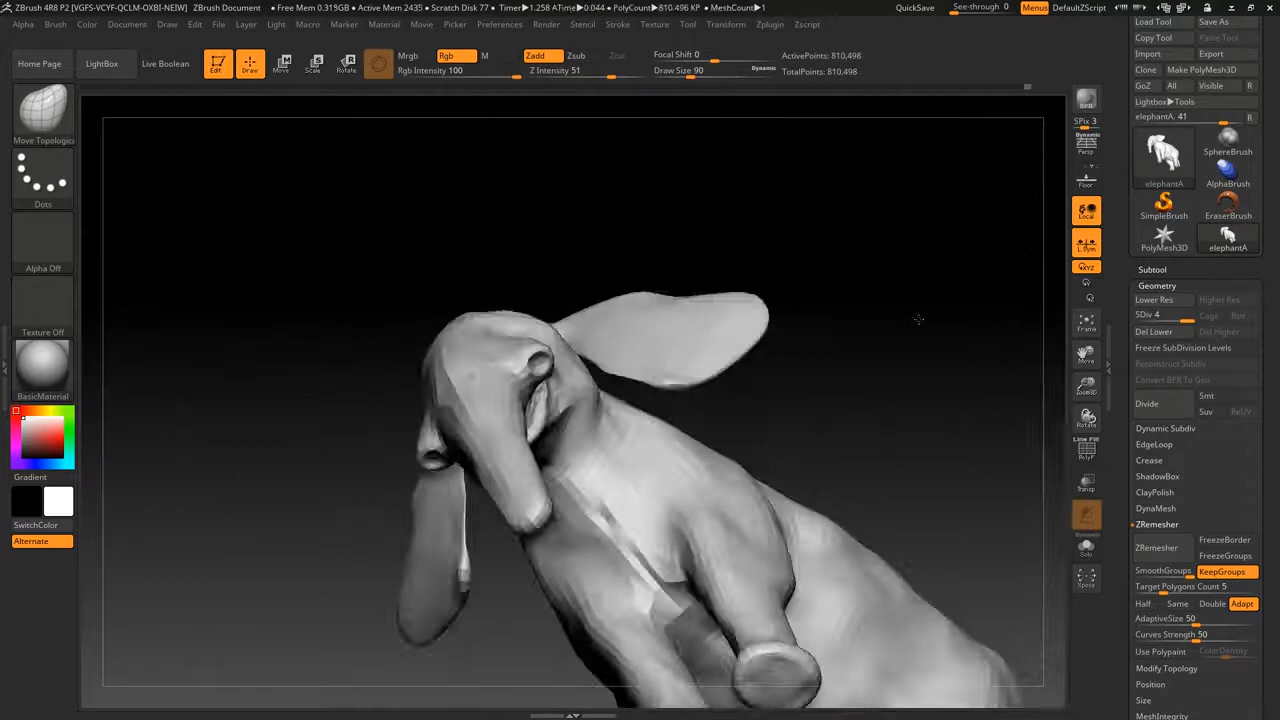 ZBrush 4R8 P2 [VGFS-VCYF-QCLM-OXBI-NEIW] ZBrush Document • Free Mem 0.319GB • Active Mem 2435 • Scratch Disk 77 • Timer▶1.258 ATime▶0.044 • PolyCount▶810.496 KP • MeshCount▶1 QuickSave See-through 0 Menus DefaultZScript
Alpha Brush Color Document Draw Edit File Layer Light Macro Marker Material Movie Picker Preferences Render Stencil Stroke Texture Tool Transform Zplugin Zscript
Home Page LightBox Live Boolean Edit Draw Move Scale Rotate
Mrgb Rgb M Zadd Zsub Zcut
Rgb Intensity 100 Z Intensity 51
Focal Shift 0
Draw Size 90 Dynamic
ActivePoints: 810,498
TotalPoints: 810,498
Move Topologica
Dots
Alpha Off
Texture Off
BasicMaterial
Gradient
SwitchColor
Alternate
BPR
SPix 3
Dynamic
Persp
Floor
Local
L.Sym
XYZ
Frame
Move
Zoom3D
Rotate
Line Fill
PolyF
Transp
Dynamic
Solo
Xpose
Load Tool Save As
Copy Tool Paste Tool
Import Export
Clone Make PolyMesh3D
GoZ All Visible R
Lightbox▶Tools
elephantA. 41 R
elephantA
SphereBrush
AlphaBrush
SimpleBrush EraserBrush
PolyMesh3D elephantA
Subtool
Geometry
Lower Res Higher Res
SDiv 4 Cage Rstr
Del Lower Del Higher
Freeze SubDivision Levels
Reconstruct Subdiv
Convert BPR To Geo
Divide
Smt
Suv ReUV
Dynamic Subdiv
EdgeLoop
Crease
ShadowBox
ClayPolish
DynaMesh
ZRemesher
ZRemesher
FreezeBorder
FreezeGroups
SmoothGroups KeepGroups
Target Polygons Count 5
Half Same Double Adapt
AdaptiveSize 50
Curves Strength 50
Use Polypaint ColorDensity
Modify Topology
Position
Size
MeshIntegrity